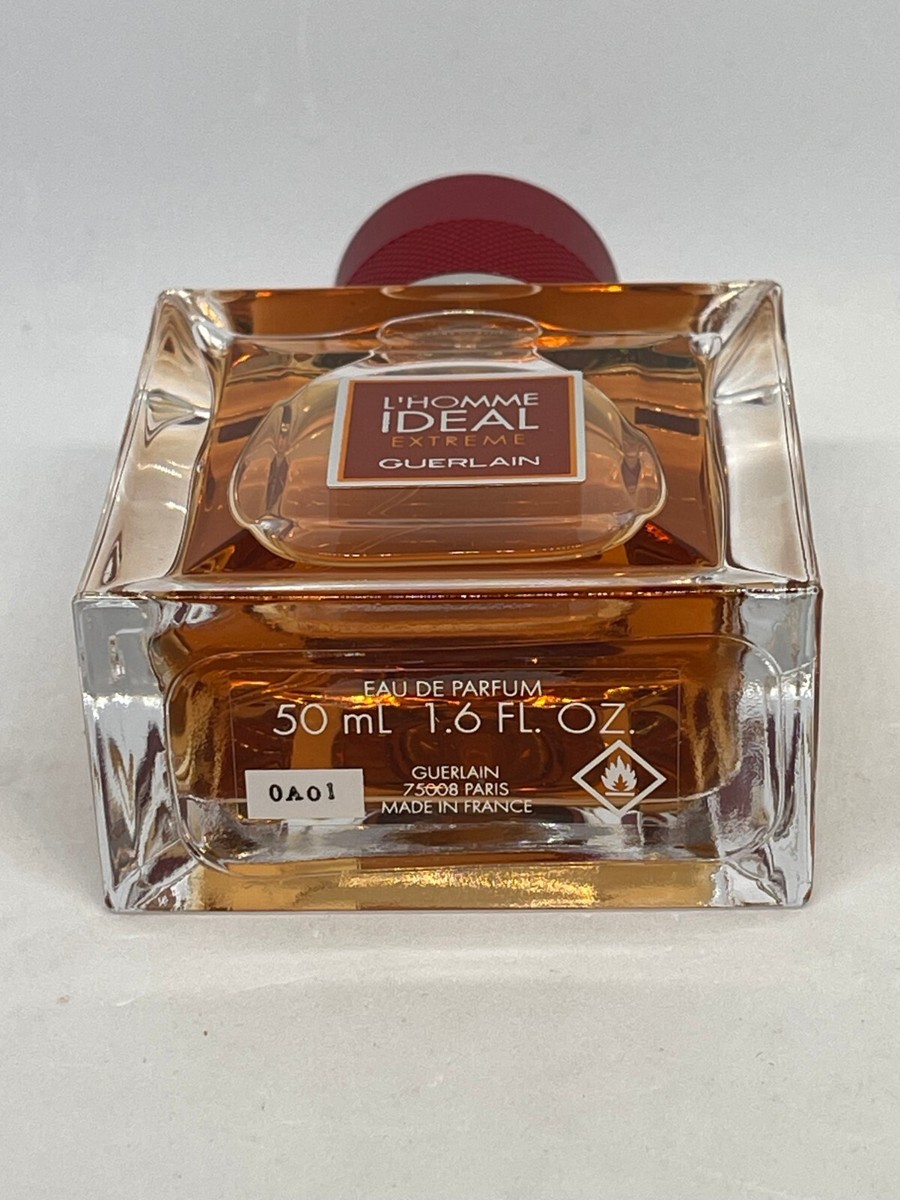 L'HOMME
IDEAL
EXTREME
GUERLAIN
EAU DE PARFUM
50 mL 1.6 FL. OZ.
GUERLAIN
75008 PARIS
MADE IN FRANCE
0A01